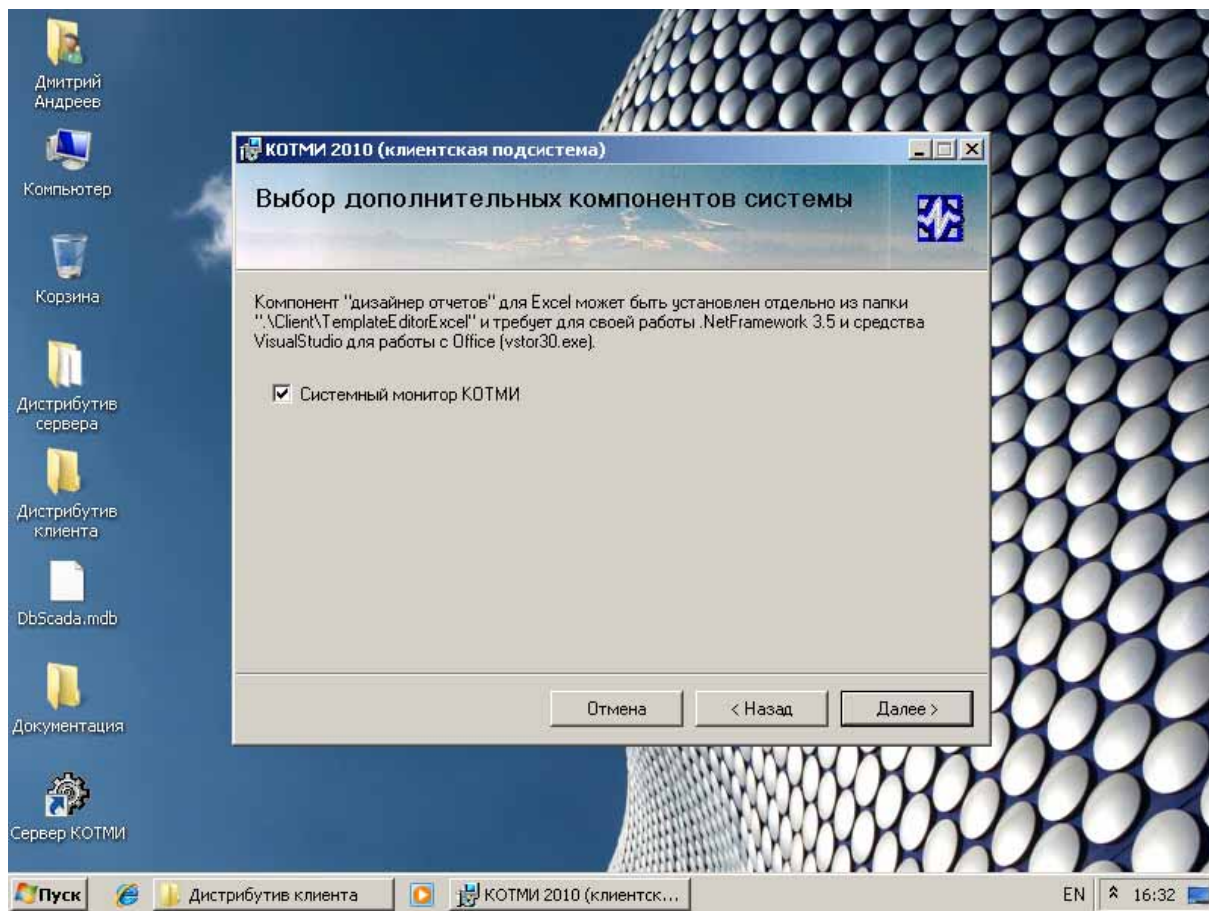 Дмитрий
Андреев
Компьютер
Корзина
Дистрибутив
сервера
Дистрибутив
клиента
DbScada.mdb
Документация
Сервер КОТМИ
КОТМИ 2010 (клиентская подсистема)
Выбор дополнительных компонентов системы
Компонент "дизайнер отчетов" для Excel может быть установлен отдельно из папки
".\Client\TemplateEditorExcel" и требует для своей работы .NetFramework 3.5 и средства
VisualStudio для работы с Office (vstor30.exe).
Системный монитор КОТМИ
Отмена
< Назад
Далее >
Пуск
Дистрибутив клиента
КОТМИ 2010 (клиентск...
EN
16:32